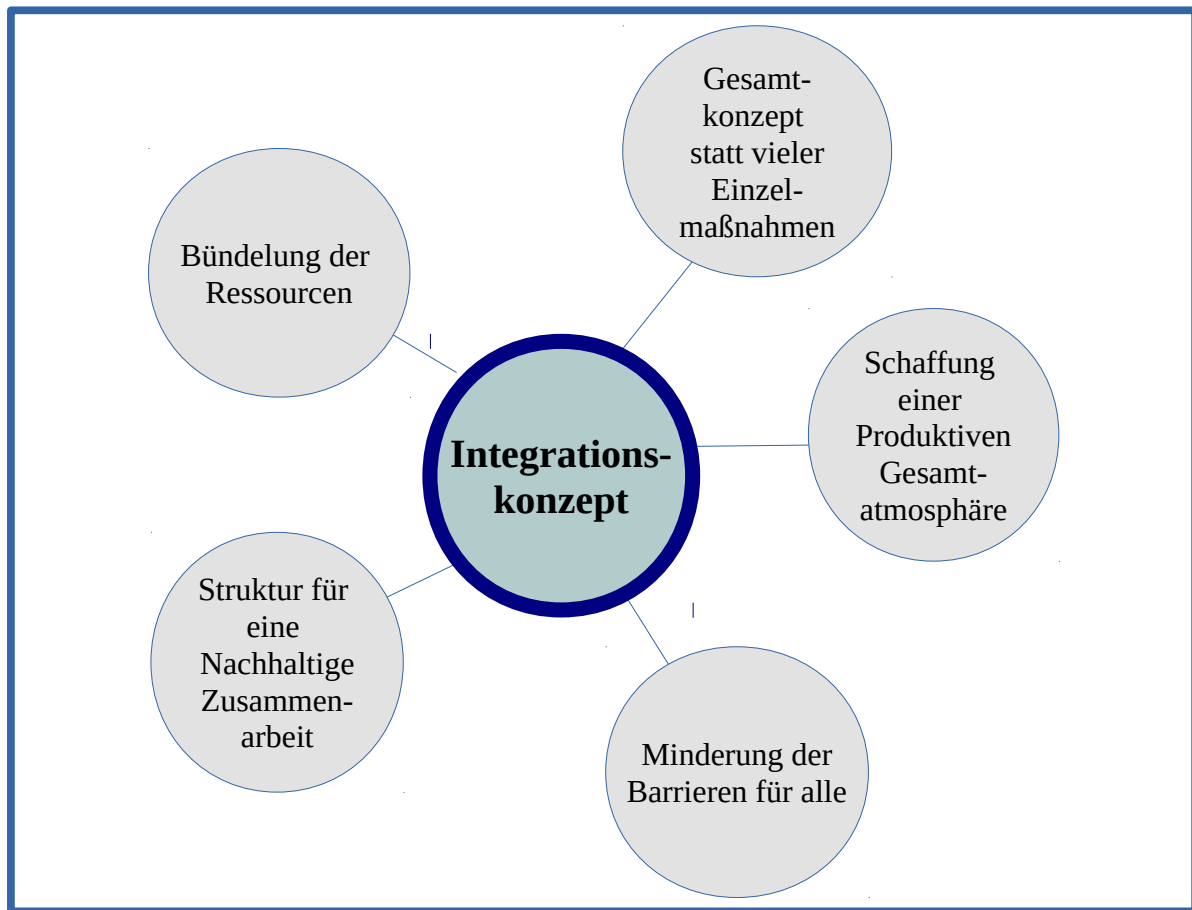 Gesamt-
konzept
statt vieler
Einzel-
maßnahmen
Bündelung der
Ressourcen
Schaffung
einer
Produktiven
Gesamt-
atmosphäre
Integrations-
konzept
Struktur für
eine
Nachhaltige
Zusammen-
arbeit
Minderung der
Barrieren für alle